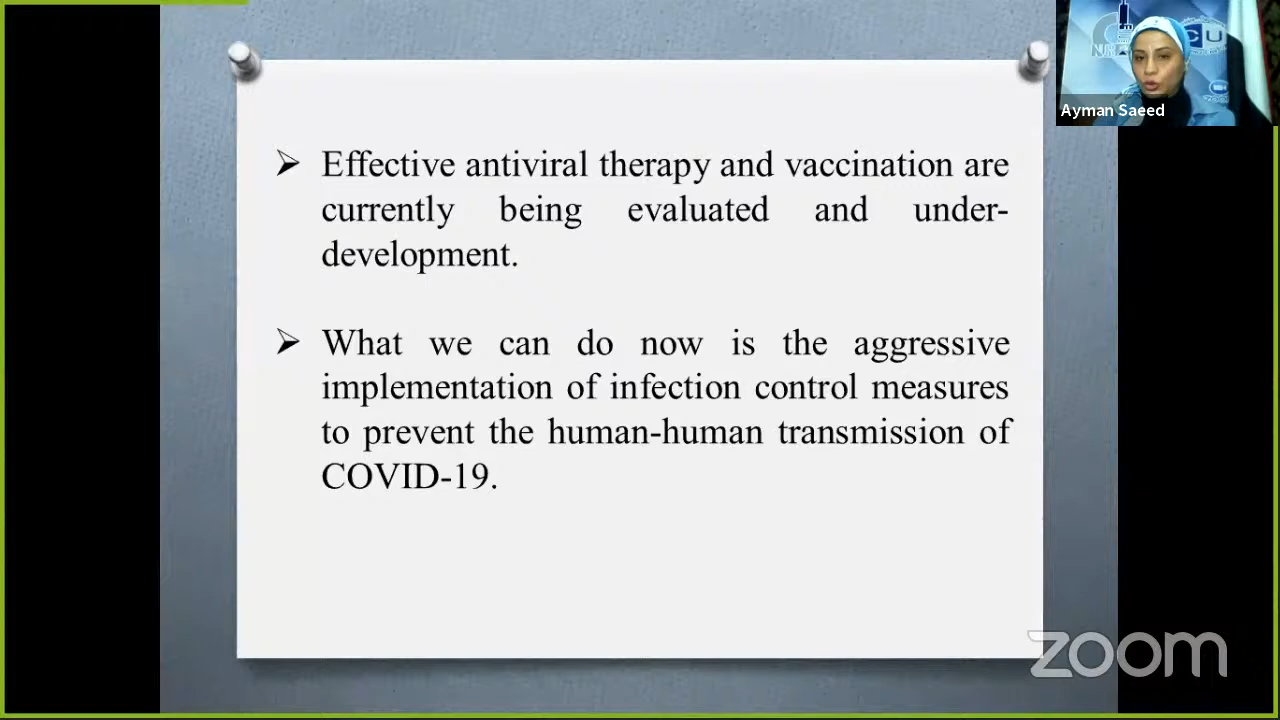 ➢ Effective antiviral therapy and vaccination are
currently being evaluated and under-
development.
➢ What we can do now is the aggressive
implementation of infection control measures
to prevent the human-human transmission of
COVID-19.
CU
Ayman Saeed
zoom